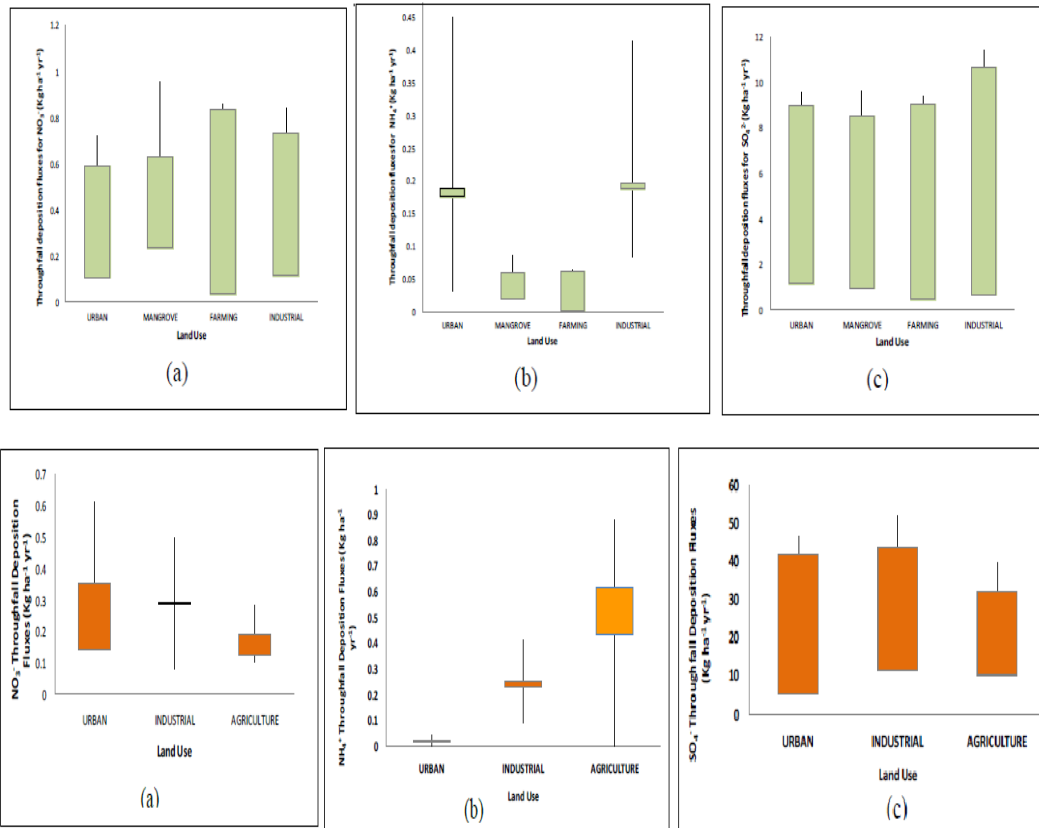 Throughfall deposition fluxes for NO₃⁻ (Kg ha⁻¹ yr⁻¹)
1.2
1
0.8
0.6
0.4
0.2
0
URBAN MANGROVE FARMING INDUSTRIAL
Land Use
(a)
Throughfall deposition fluxes for NH₄⁺ (Kg ha⁻¹ yr⁻¹)
0.45
0.4
0.35
0.3
0.25
0.2
0.15
0.1
0.05
0
URBAN MANGROVE FARMING INDUSTRIAL
Land Use
(b)
Throughfall deposition fluxes for SO₄²⁻ (Kg ha⁻¹ yr⁻¹)
12
10
8
6
4
2
0
URBAN MANGROVE FARMING INDUSTRIAL
Land Use
(c)
NO₃⁻ Throughfall Deposition
Fluxes (Kg ha⁻¹ yr⁻¹)
0.7
0.6
0.5
0.4
0.3
0.2
0.1
0
URBAN INDUSTRIAL AGRICULTURE
Land Use
(a)
NH₄⁺ Throughfall Deposition Fluxes (Kg ha⁻¹
yr⁻¹)
1
0.9
0.8
0.7
0.6
0.5
0.4
0.3
0.2
0.1
0
URBAN INDUSTRIAL AGRICULTURE
Land Use
(b)
SO₄⁻ Throughfall Deposition Fluxes
(Kg ha⁻¹ yr⁻¹)
60
50
40
30
20
10
0
URBAN INDUSTRIAL AGRICULTURE
Land Use
(c)